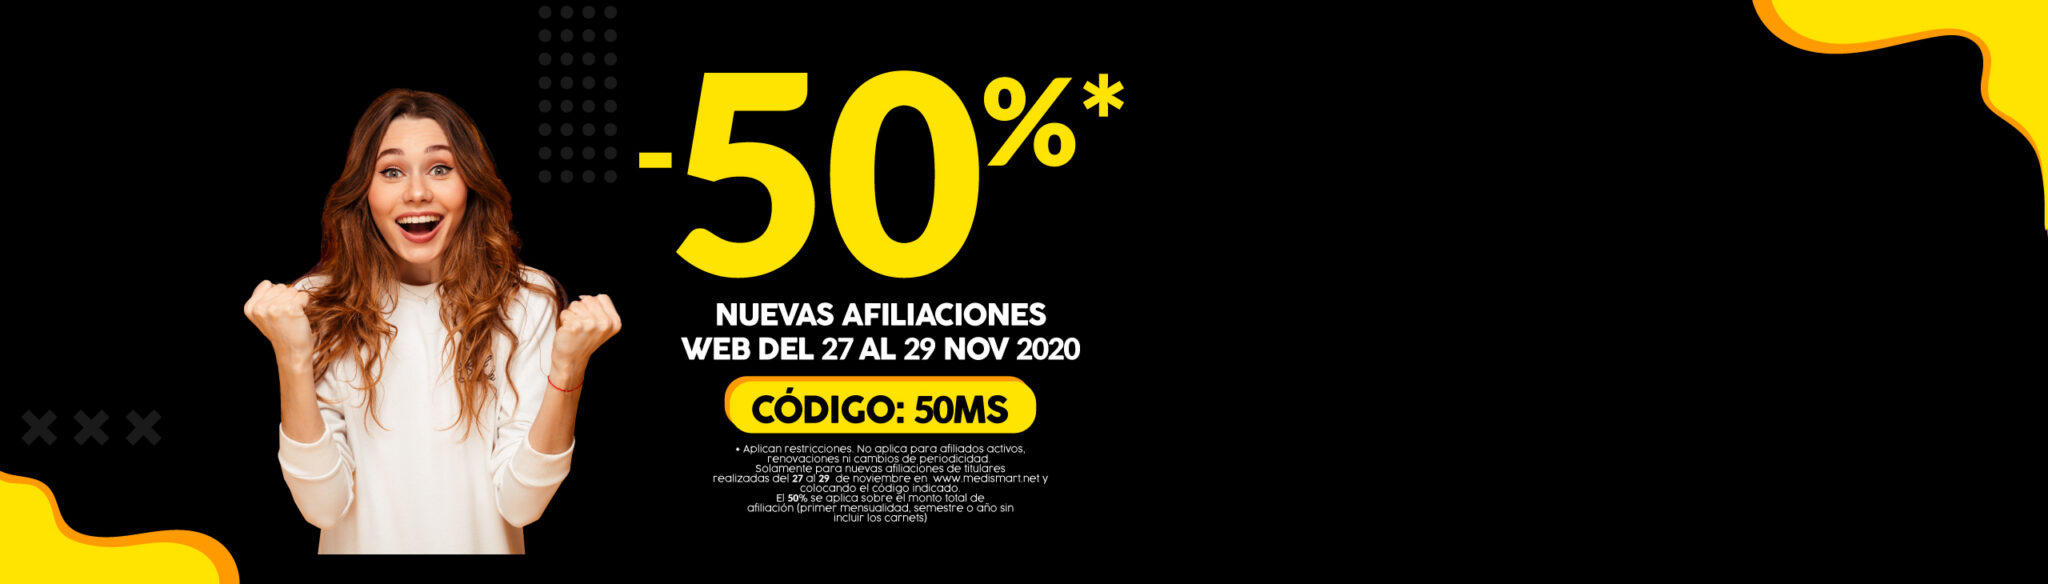 -50%*
NUEVAS AFILIACIONES
WEB DEL 27 AL 29 NOV 2020
CÓDIGO: 50MS
• Aplican restricciones. No aplica para afiliados activos,
renovaciones ni cambios de periodicidad.
Solamente para nuevas afiliaciones de titulares
realizadas del 27 al 29 de noviembre en www.medismart.net y
colocando el código indicado.
El 50% se aplica sobre el monto total de
afiliación (primer mensualidad, semestre o año sin
incluir los carnets)